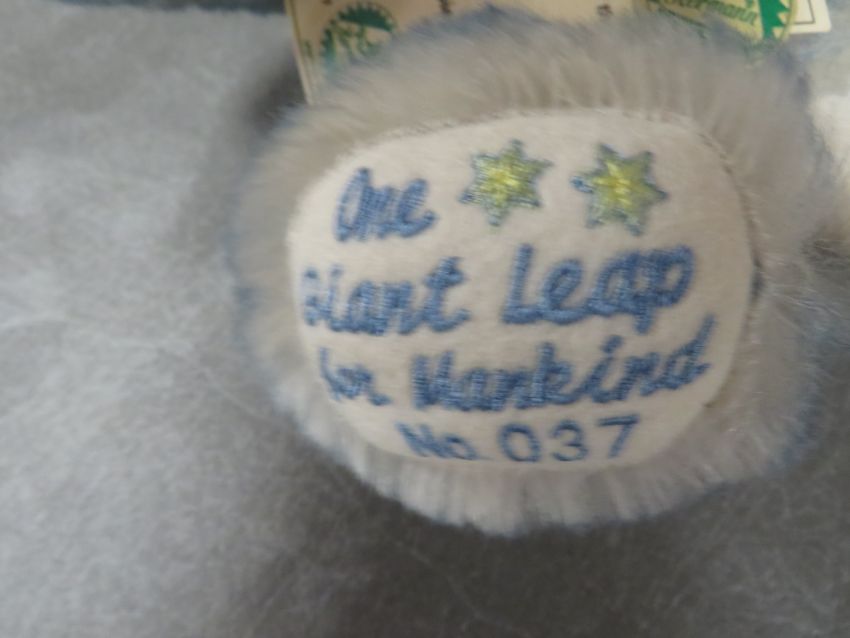 One
Giant Leap
for Mankind
No. 037